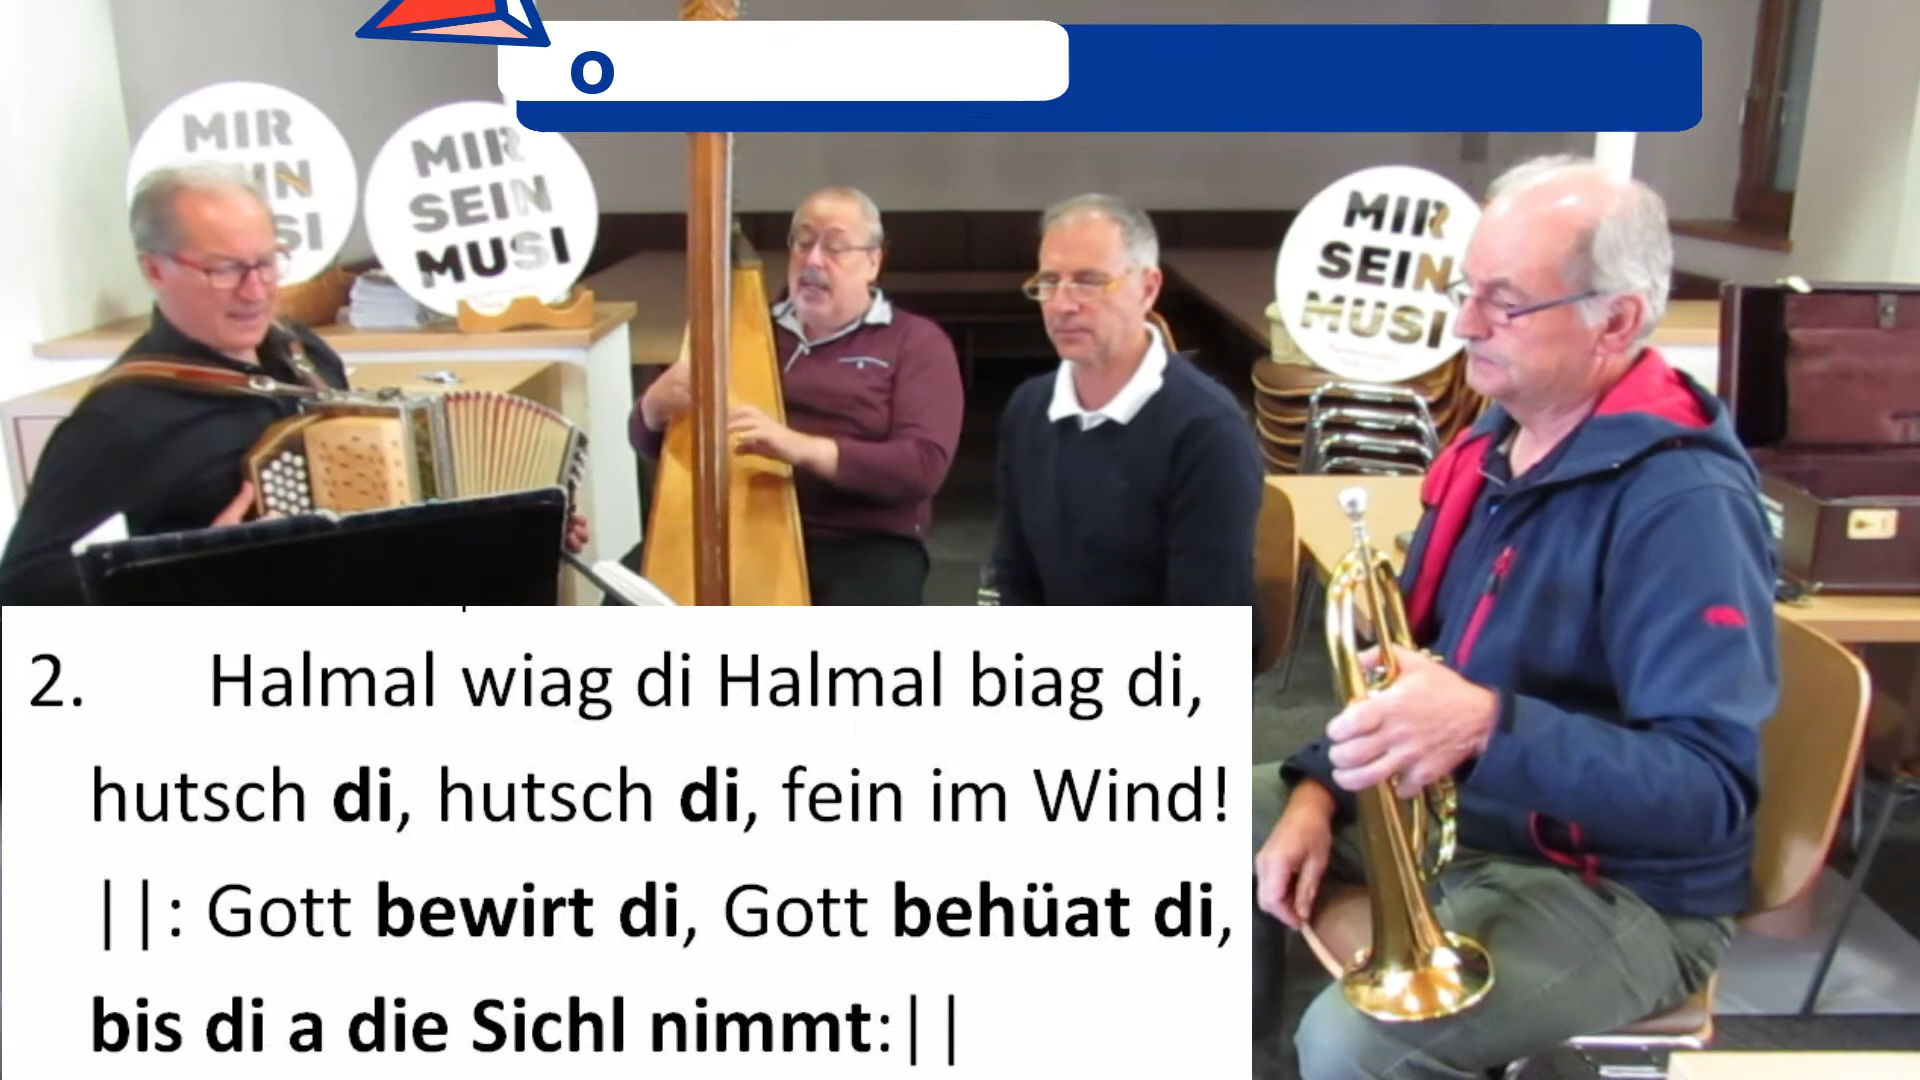 o
MIR
SEIN
MUSI
MIR
SEIN
MUSI
2. Halmal wiag di Halmal biag di,
hutsch di, hutsch di, fein im Wind!
||: Gott bewirt di, Gott behüat di,
bis di a die Sichl nimmt:||